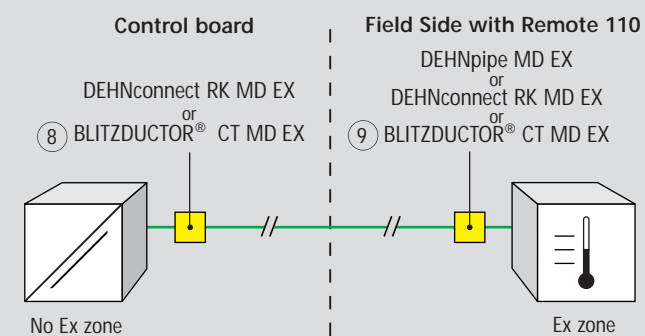 Control board
DEHNconnect RK MD EX
or
8 BLITZDUCTOR® CT MD EX
No Ex zone
Field Side with Remote 110
DEHNpipe MD EX
or
DEHNconnect RK MD EX
or
9 BLITZDUCTOR® CT MD EX
Ex zone